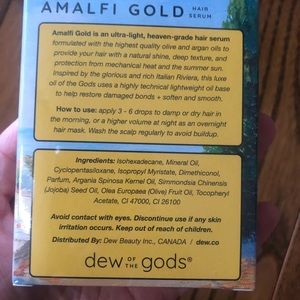 AMALFI GOLD HAIR SERUM
Amalfi Gold is an ultra-light, heaven-grade hair serum
formulated with the highest quality olive and argan oils to
provide your hair with a natural shine, deep texture, and
protection from mechanical heat and the summer sun.
Inspired by the glorious and rich Italian Riviera, this luxe
oil of the Gods uses a highly technical lightweight oil base
to help restore damaged bonds + soften and smooth.
How to use: apply 3 - 6 drops to damp or dry hair in
the morning, or a higher volume at night as an overnight
hair mask. Wash the scalp regularly to avoid buildup.
Ingredients: Isohexadecane, Mineral Oil,
Cyclopentasiloxane, Isopropyl Myristate, Dimethiconol,
Parfum, Argania Spinosa Kernel Oil, Simmondsia Chinensis
(Jojoba) Seed Oil, Olea Europaea (Olive) Fruit Oil, Tocopheryl
Acetate, CI 47000, CI 26100
Avoid contact with eyes. Discontinue use if any skin
irritation occurs. Keep out of reach of children.
Distributed By: Dew Beauty Inc., CANADA / dew.co
dew OF THE gods®